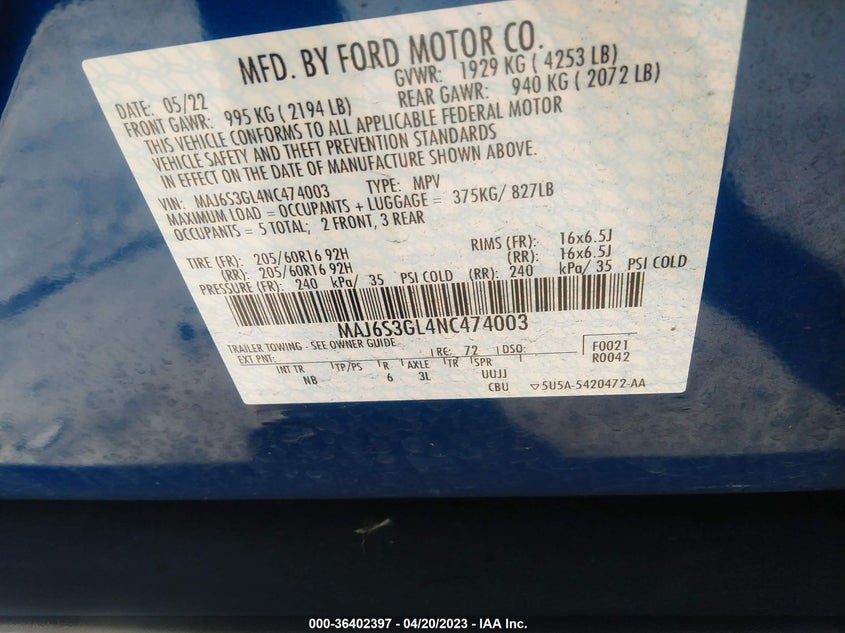 MFD. BY FORD MOTOR CO.
DATE: 05/22 GVWR: 1929 KG ( 4253 LB)
FRONT GAWR: 995 KG ( 2194 LB) REAR GAWR: 940 KG ( 2072 LB)
THIS VEHICLE CONFORMS TO ALL APPLICABLE FEDERAL MOTOR
VEHICLE SAFETY AND THEFT PREVENTION STANDARDS
IN EFFECT ON THE DATE OF MANUFACTURE SHOWN ABOVE.
VIN: MAJ6S3GL4NC474003 TYPE: MPV
MAXIMUM LOAD = OCCUPANTS + LUGGAGE = 375KG/ 827LB
OCCUPANTS = 5 TOTAL; 2 FRONT, 3 REAR
TIRE (FR): 205/60R16 92H RIMS (FR): 16x6.5J
(RR): 205/60R16 92H (RR): 16x6.5J
PRESSURE (FR): 240 kPa/ 35 PSI COLD (RR): 240 kPa/ 35 PSI COLD
MAJ6S3GL4NC474003
TRAILER TOWING - SEE OWNER GUIDE
EXT PNT: RC: 72 DSO: F0021
R0042
INT TR TP/PS R AXLE TR SPR
NB 6 3L UUJJ
CBU ▽5U5A-5420472-AA
000-36402397 - 04/20/2023 - IAA Inc.